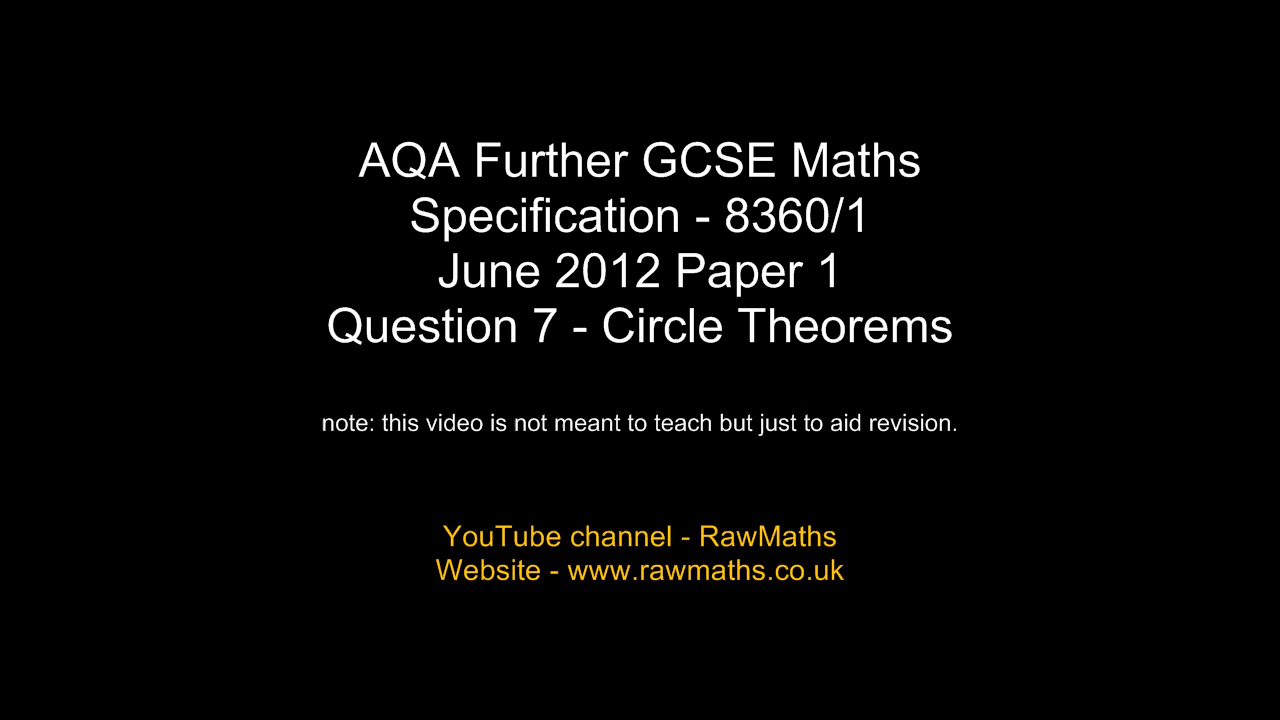 AQA Further GCSE Maths
Specification - 8360/1
June 2012 Paper 1
Question 7 - Circle Theorems
note: this video is not meant to teach but just to aid revision.
YouTube channel - RawMaths
Website - www.rawmaths.co.uk